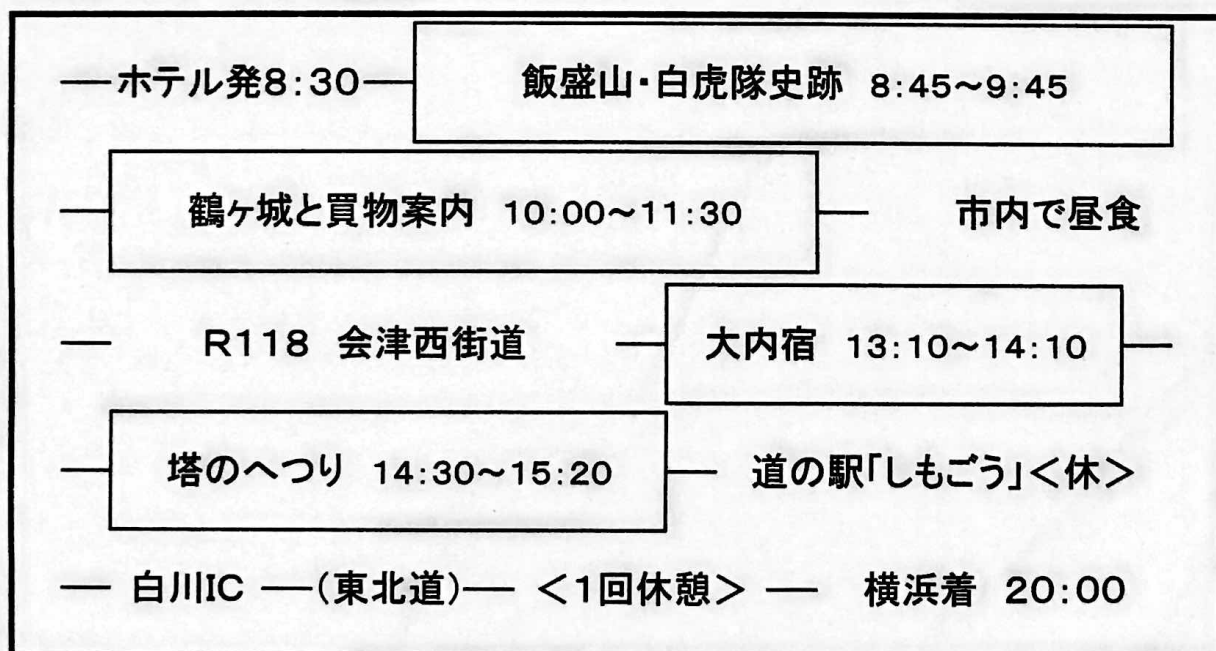 ホテル発8:30 飯盛山・白虎隊史跡 8:45～9:45
鶴ヶ城と買物案内 10:00～11:30 市内で昼食
R118 会津西街道 大内宿 13:10～14:10
塔のへつり 14:30～15:20 道の駅「しもごう」＜休＞
白川IC (東北道) ＜1回休憩＞ 横浜着 20:00